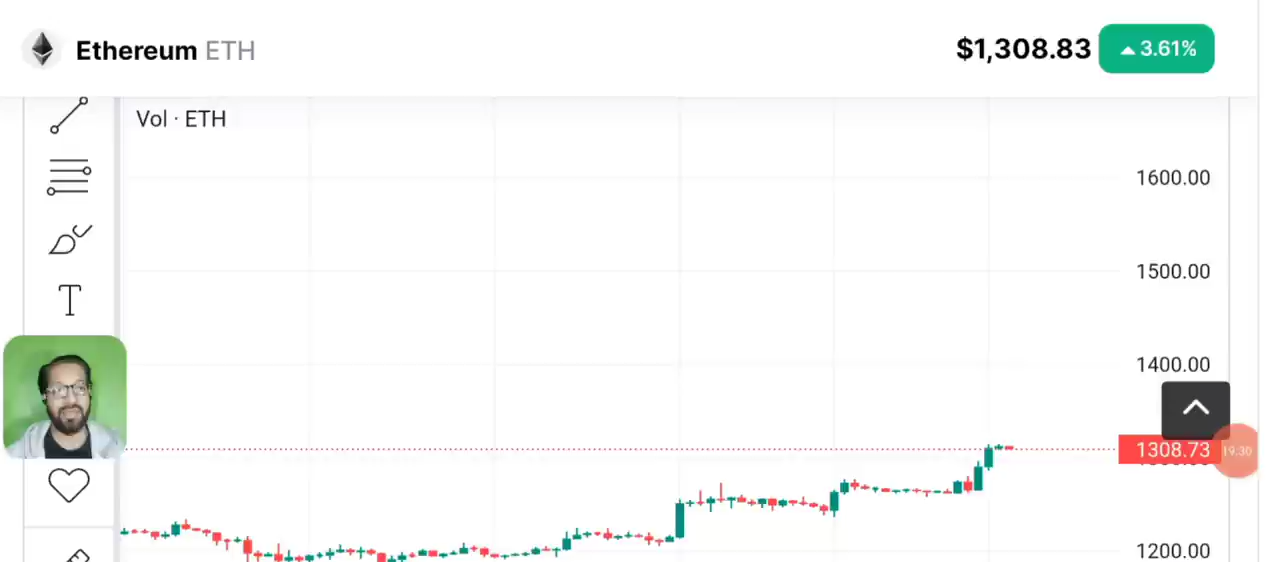 Ethereum ETH
$1,308.83
3.61%
Vol · ETH
1600.00
1500.00
T
1400.00
1308.73
19:30
1200.00